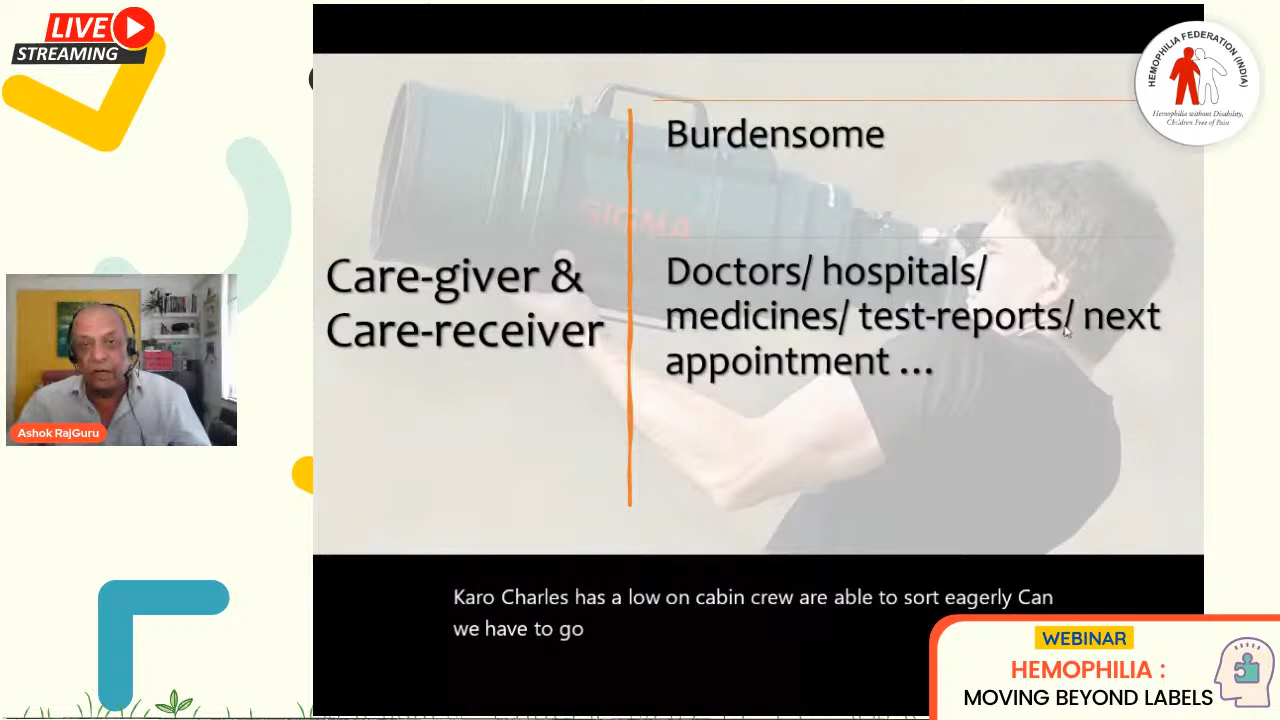 LIVE
STREAMING
HEMOPHILIA FEDERATION (INDIA)
Hemophilia without Disability,
Children Free of Pain
Burdensome
SIGMA
Care-giver &
Care-receiver
Doctors/ hospitals/
medicines/ test-reports/ next
appointment ...
Ashok RajGuru
Karo Charles has a low on cabin crew are able to sort eagerly Can
we have to go
WEBINAR
HEMOPHILIA :
MOVING BEYOND LABELS